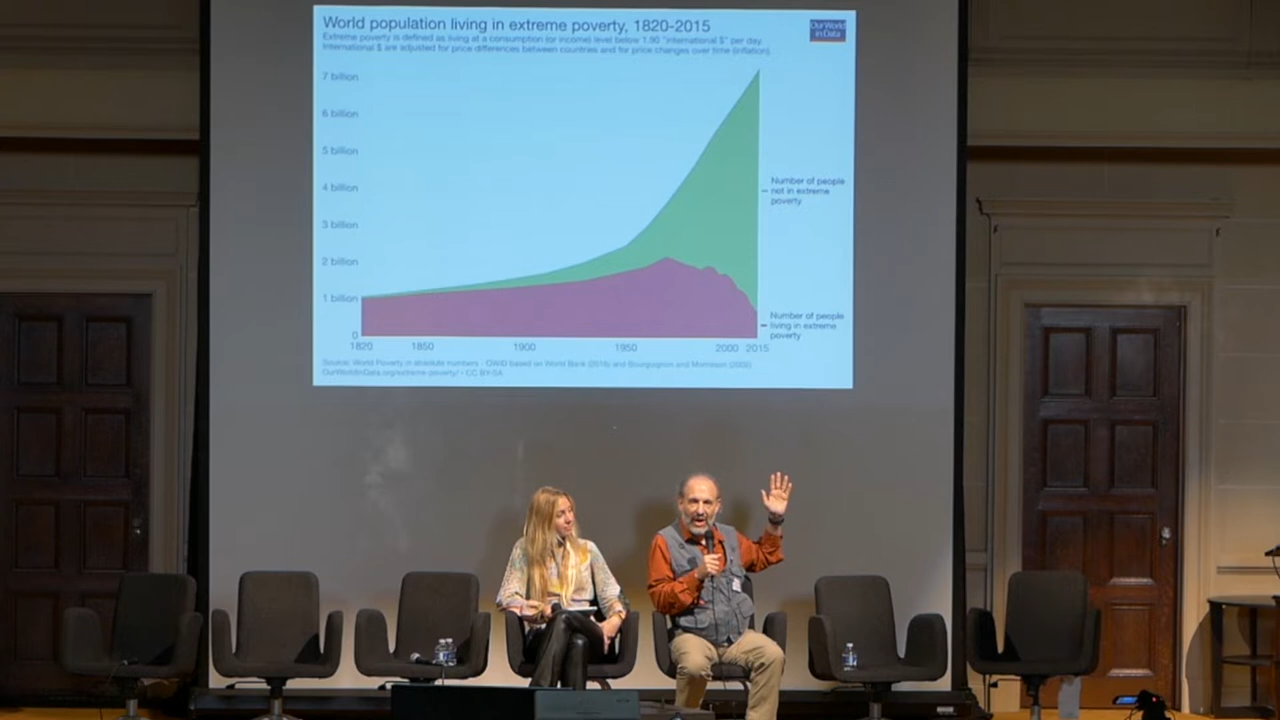 World population living in extreme poverty, 1820-2015
Our World
in Data
Extreme poverty is defined as living at a consumption (or income) level below 1.90 "international $" per day.
International $ are adjusted for price differences between countries and for price changes over time (inflation).
7 billion
6 billion
5 billion
4 billion
3 billion
2 billion
1 billion
0
Number of people
not in extreme
poverty
Number of people
living in extreme
poverty
1820
1850
1900
1950
2000
2015
Source: World Poverty in absolute numbers - OWID based on World Bank (2016) and Bourguignon and Morrisson (2002)
OurWorldInData.org/extreme-poverty/ • CC BY-SA